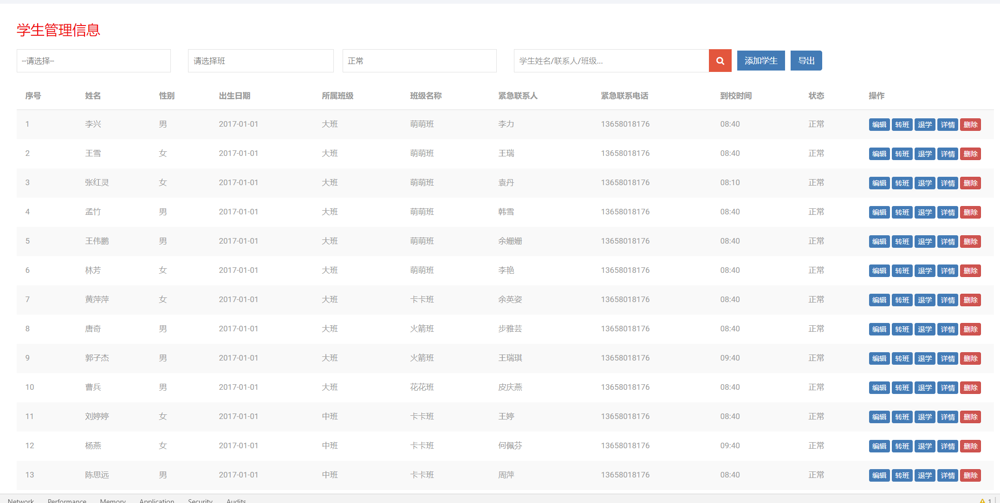 学生管理信息
--请选择-- 请选择班 正常 学生姓名/联系人/班级... 添加学生 导出
序号 姓名 性别 出生日期 所属班级 班级名称 紧急联系人 紧急联系电话 到校时间 状态 操作
1 李兴 男 2017-01-01 大班 萌萌班 李力 13658018176 08:40 正常 编辑 转班 退学 详情 删除
2 王雪 女 2017-01-01 大班 萌萌班 王瑞 13658018176 08:40 正常 编辑 转班 退学 详情 删除
3 张红灵 女 2017-01-01 大班 萌萌班 袁丹 13658018176 08:10 正常 编辑 转班 退学 详情 删除
4 孟竹 男 2017-01-01 大班 萌萌班 韩雪 13658018176 08:40 正常 编辑 转班 退学 详情 删除
5 王伟鹏 男 2017-01-01 大班 萌萌班 余姗姗 13658018176 08:40 正常 编辑 转班 退学 详情 删除
6 林芳 女 2017-01-01 大班 萌萌班 李艳 13658018176 08:40 正常 编辑 转班 退学 详情 删除
7 黄萍萍 女 2017-01-01 大班 卡卡班 余英姿 13658018176 08:40 正常 编辑 转班 退学 详情 删除
8 唐奇 男 2017-01-01 大班 火箭班 步雅芸 13658018176 08:40 正常 编辑 转班 退学 详情 删除
9 郭子杰 男 2017-01-01 大班 火箭班 王瑞琪 13658018176 09:40 正常 编辑 转班 退学 详情 删除
10 曹兵 男 2017-01-01 大班 花花班 皮庆燕 13658018176 08:40 正常 编辑 转班 退学 详情 删除
11 刘婷婷 女 2017-01-01 中班 卡卡班 王婷 13658018176 08:40 正常 编辑 转班 退学 详情 删除
12 杨燕 女 2017-01-01 中班 卡卡班 何佩芬 13658018176 09:40 正常 编辑 转班 退学 详情 删除
13 陈思远 男 2017-01-01 中班 卡卡班 周萍 13658018176 08:40 正常 编辑 转班 退学 详情 删除
Network Performance Memory Application Security Audits 1